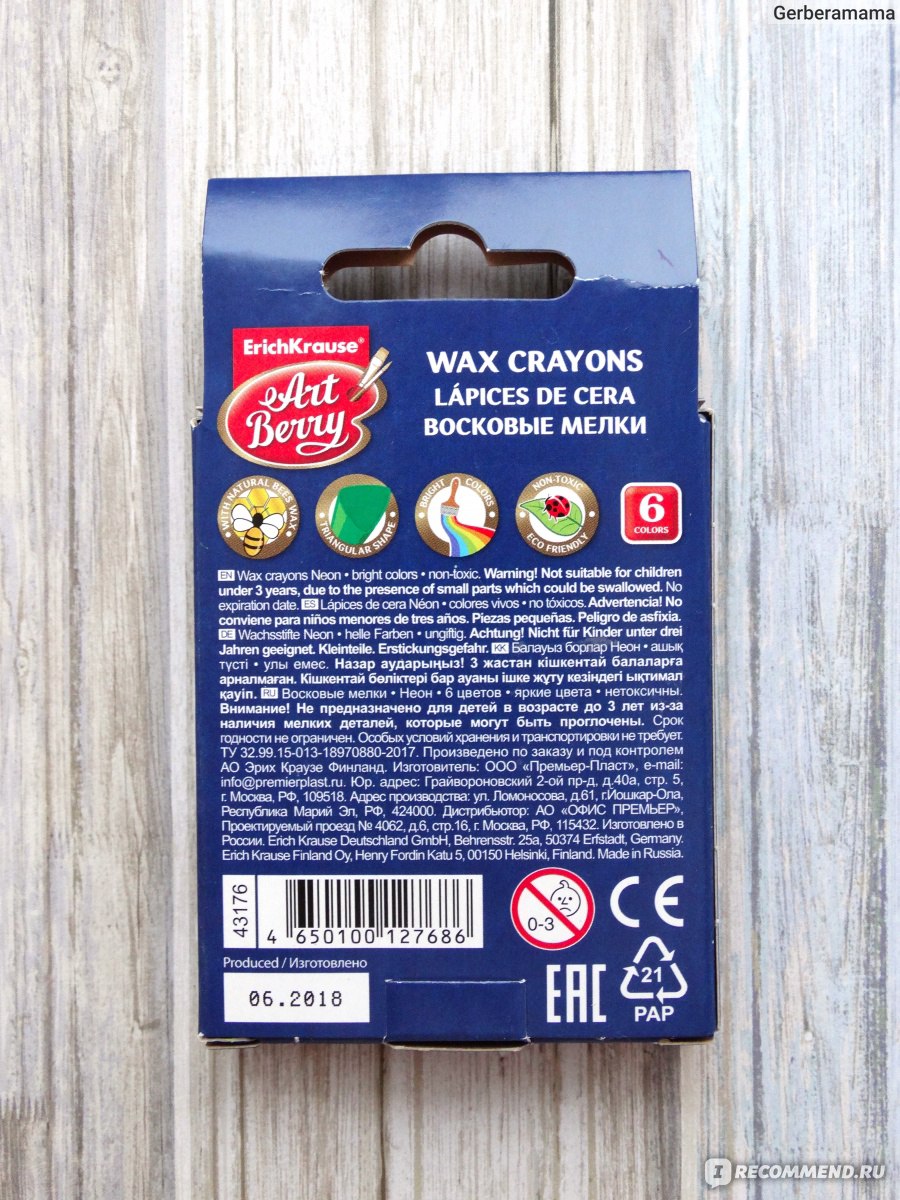 Gerberamama
ErichKrause®
Art
Berry
WAX CRAYONS
LÁPICES DE CERA
ВОСКОВЫЕ МЕЛКИ
WITH NATURAL BEES WAX
TRIANGULAR SHAPE
BRIGHT COLORS
NON-TOXIC
ECO FRIENDLY
6
COLORS
EN Wax crayons Neon • bright colors • non-toxic. Warning! Not suitable for children
under 3 years, due to the presence of small parts which could be swallowed. No
expiration date. ES Lápices de cera Néon • colores vivos • no tóxicos. Advertencia! No
conviene para niños menores de tres años. Piezas pequeñas. Peligro de asfixia.
DE Wachsstifte Neon • helle Farben • ungiftig. Achtung! Nicht für Kinder unter drei
Jahren geeignet. Kleinteile. Erstickungsgefahr. KK Балауыз борлар Неон • ашық
түсті • улы емес. Назар аударыңыз! 3 жастан кішкентай балаларға
арналмаған. Кішкентай бөліктері бар ауаны ішке жұту кезіндегі ықтимал
қауіп. RU Восковые мелки • Неон • 6 цветов • яркие цвета • нетоксичны.
Внимание! Не предназначено для детей в возрасте до 3 лет из-за
наличия мелких деталей, которые могут быть проглочены. Срок
годности не ограничен. Особых условий хранения и транспортировки не требует.
ТУ 32.99.15-013-18970880-2017. Произведено по заказу и под контролем
АО Эрих Краузе Финланд. Изготовитель: ООО «Премьер-Пласт», e-mail:
info@premierplast.ru. Юр. адрес: Грайвороновский 2-ой пр-д, д.40а, стр. 5,
г. Москва, РФ, 109518. Адрес производства: ул. Ломоносова, д.61, г.Йошкар-Ола,
Республика Марий Эл, РФ, 424000. Дистрибьютор: АО «ОФИС ПРЕМЬЕР»,
Проектируемый проезд № 4062, д.6, стр.16, г. Москва, РФ, 115432. Изготовлено в
России. Erich Krause Deutschland GmbH, Behrensstr. 25a, 50374 Erfstadt, Germany.
Erich Krause Finland Oy, Henry Fordin Katu 5, 00150 Helsinki, Finland. Made in Russia.
43176
4 650100 127686
0-3
CE
Produced / Изготовлено
06.2018
EAC
21
PAP
IRECOMMEND.RU